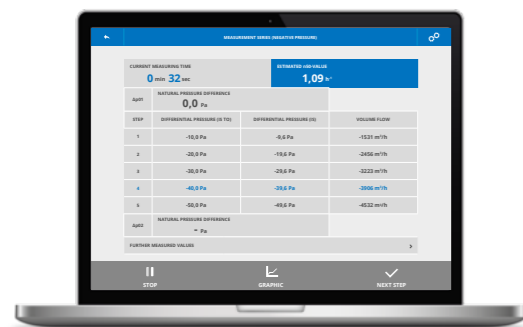 MEASUREMENT SERIES (NEGATIVE PRESSURE)
CURRENT MEASURING TIME
0 min 32 sec
ESTIMATED n50-VALUE
1,09 h⁻
NATURAL PRESSURE DIFFERENCE
Δp01 0,0 Pa
STEP DIFFERENTIAL PRESSURE (IS TO) DIFFERENTIAL PRESSURE (IS) VOLUME FLOW
1 -10,0 Pa -9,6 Pa -1531 m³/h
2 -20,0 Pa -19,6 Pa -2456 m³/h
3 -30,0 Pa -29,6 Pa -3223 m³/h
4 -40,0 Pa -39,6 Pa -3906 m³/h
5 -50,0 Pa -49,6 Pa -4532 m³/h
NATURAL PRESSURE DIFFERENCE
Δp02 - Pa
FURTHER MEASURED VALUES
STOP GRAPHIC NEXT STEP